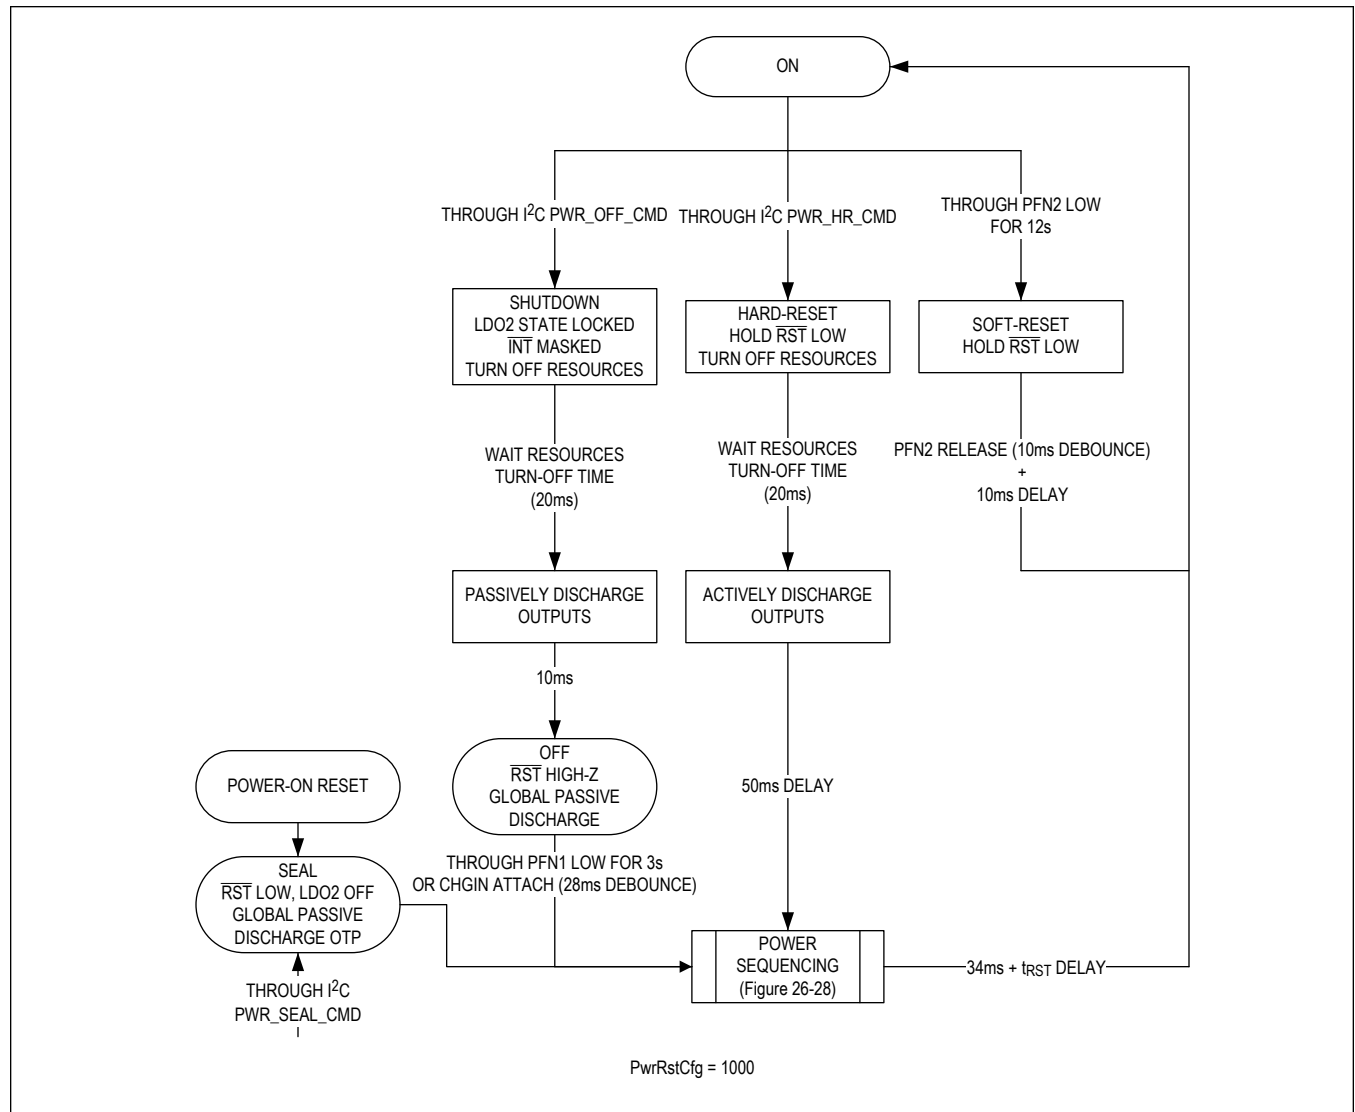 ON
THROUGH I²C PWR_OFF_CMD
THROUGH I²C PWR_HR_CMD
THROUGH PFN2 LOW
FOR 12s
SHUTDOWN
LDO2 STATE LOCKED
INT MASKED
TURN OFF RESOURCES
HARD-RESET
HOLD RST LOW
TURN OFF RESOURCES
SOFT-RESET
HOLD RST LOW
WAIT RESOURCES
TURN-OFF TIME
(20ms)
WAIT RESOURCES
TURN-OFF TIME
(20ms)
PFN2 RELEASE (10ms DEBOUNCE)
+
10ms DELAY
PASSIVELY DISCHARGE
OUTPUTS
ACTIVELY DISCHARGE
OUTPUTS
10ms
OFF
RST HIGH-Z
GLOBAL PASSIVE
DISCHARGE
50ms DELAY
POWER-ON RESET
THROUGH PFN1 LOW FOR 3s
OR CHGIN ATTACH (28ms DEBOUNCE)
SEAL
RST LOW, LDO2 OFF
GLOBAL PASSIVE
DISCHARGE OTP
POWER
SEQUENCING
(Figure 26-28)
34ms + tRST DELAY
THROUGH I²C
PWR_SEAL_CMD
PwrRstCfg = 1000